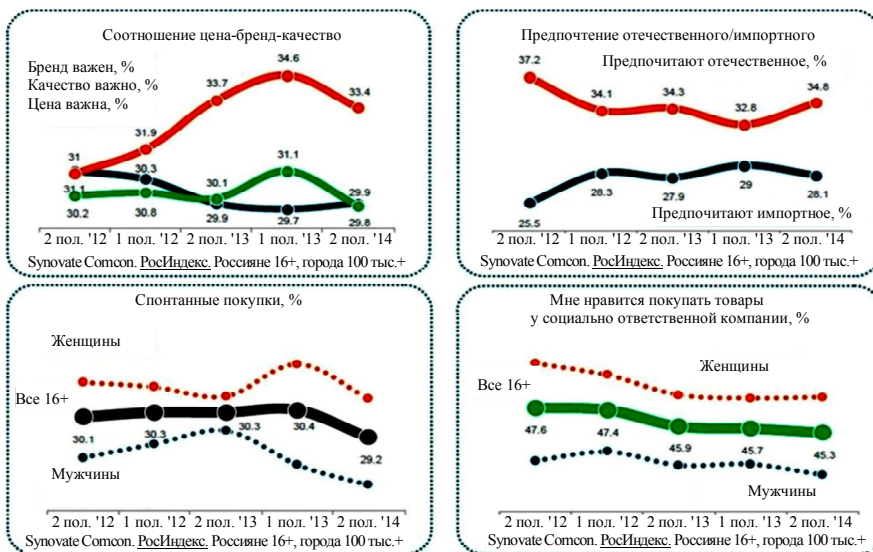 Соотношение цена-бренд-качество
Бренд важен, %
Качество важно, %
Цена важна, %
31
31.9
33.7
34.6
33.4
31.1
30.3
30.1
31.1
29.9
30.2
30.8
29.9
29.7
29.8
2 пол. '12 1 пол. '12 2 пол. '13 1 пол. '13 2 пол. '14
Synovate Comcon. РосИндекс. Россияне 16+, города 100 тыс.+
Предпочтение отечественного/импортного
Предпочитают отечественное, %
37.2
34.1
34.3
32.8
34.8
25.5
28.3
27.9
29
28.1
Предпочитают импортное, %
2 пол. '12 1 пол. '12 2 пол. '13 1 пол. '13 2 пол. '14
Synovate Comcon. РосИндекс. Россияне 16+, города 100 тыс.+
Спонтанные покупки, %
Женщины
Все 16+
30.1
30.3
30.3
30.4
29.2
Мужчины
2 пол. '12 1 пол. '12 2 пол. '13 1 пол. '13 2 пол. '14
Synovate Comcon. РосИндекс. Россияне 16+, города 100 тыс.+
Мне нравится покупать товары
у социально ответственной компании, %
Женщины
Все 16+
47.6
47.4
45.9
45.7
45.3
Мужчины
2 пол. '12 1 пол. '12 2 пол. '13 1 пол. '13 2 пол. '14
Synovate Comcon. РосИндекс. Россияне 16+, города 100 тыс.+